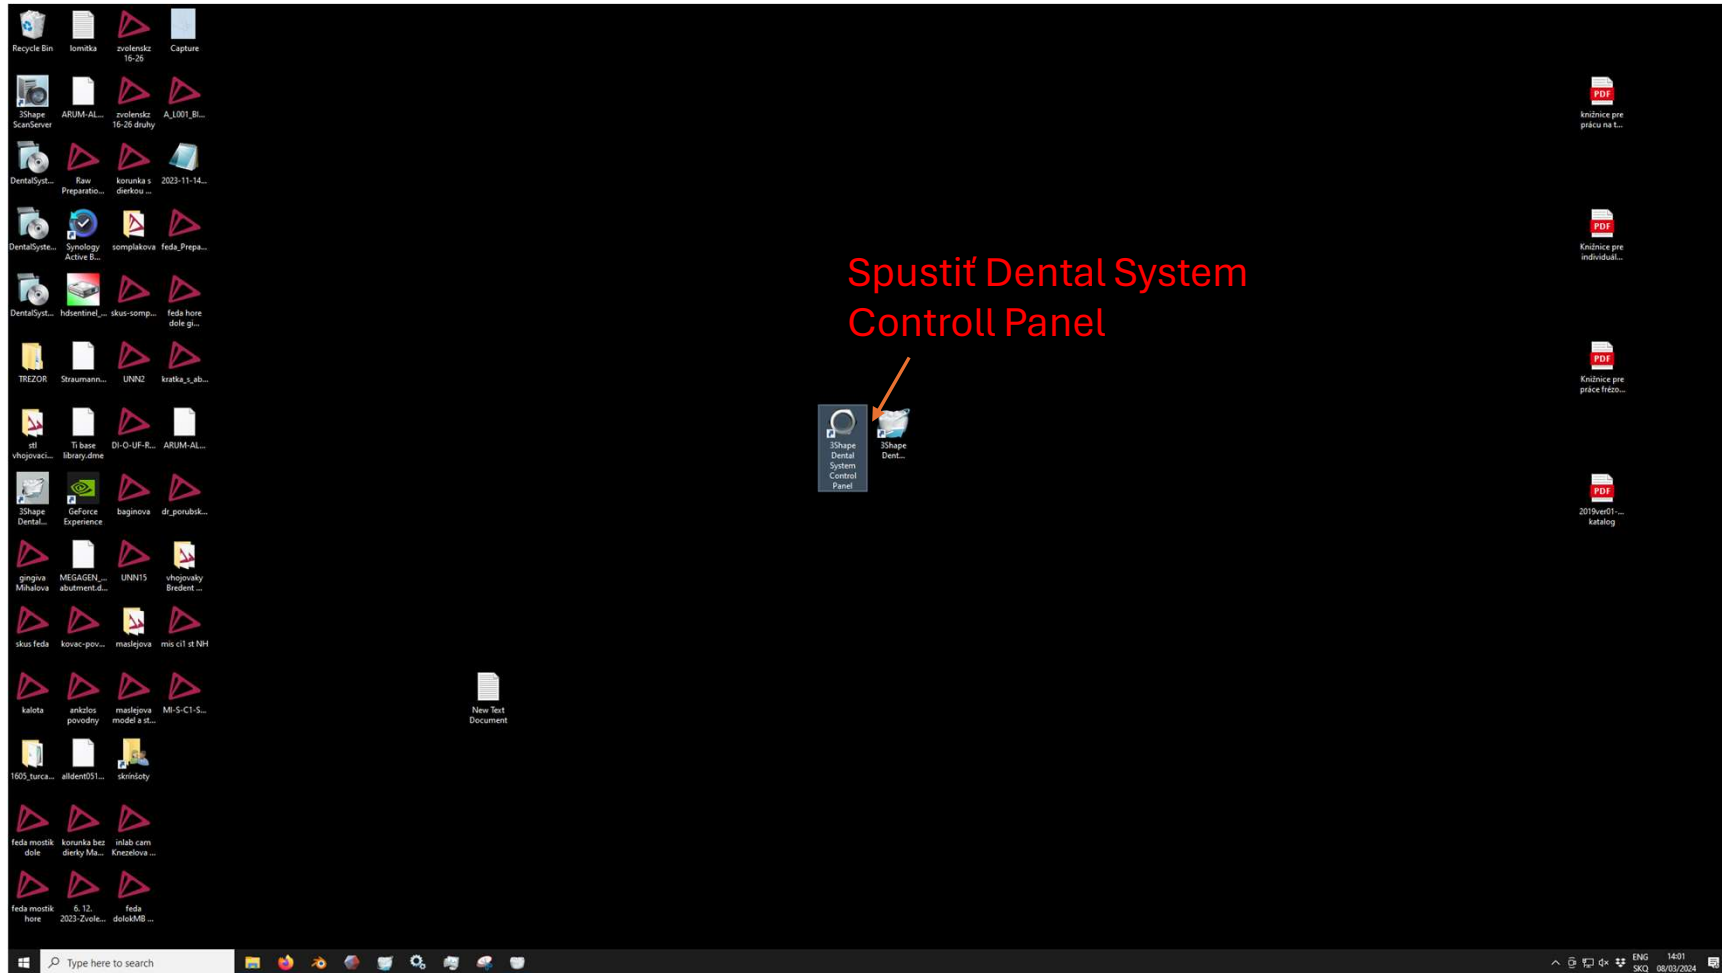 Recycle Bin
lomitka
zvolenskz
16-26
Capture
3Shape
ScanServer
ARUM-AL...
zvolenskz
16-26 druhy
A_L001_BI...
DentalSyst...
Raw
Preparatio...
korunka s
dierkou ...
2023-11-14...
DentalSyste...
Synology
Active B...
somplakova
feda_Prepa...
DentalSyst...
hdsentinel_...
skus-somp...
feda hore
dole gi...
TREZOR
Straumann...
UNN2
kratka_s_ab...
stl
vhojovaci...
Ti base
library.dme
DI-O-UF-R...
ARUM-AL...
3Shape
Dental...
GeForce
Experience
baginova
dr_porubsk...
gingiva
Mihalova
MEGAGEN_...
abutment.d...
UNN15
vhojovaky
Bredent ...
skus feda
kovac-pov...
maslejova
mis ci1 st NH
kalota
ankzlos
povodny
maslejova
model a st...
MI-S-C1-S...
1605_turca...
alldent051...
skrínšoty
feda mostik
dole
korunka bez
dierky Ma...
inlab cam
Knezelova ...
feda mostik
hore
6. 12.
2023-Zvole...
feda
dolokMB ...
New Text
Document
Spustiť Dental System
Controll Panel
3Shape
Dental
System
Control
Panel
3Shape
Dent...
PDF
knižnice pre
prácu na t...
PDF
Knižnice pre
individuál...
PDF
Knižnice pre
práce frézo...
PDF
2019ver01-...
katalog
Type here to search
ENG
SKQ
14:01
08/03/2024